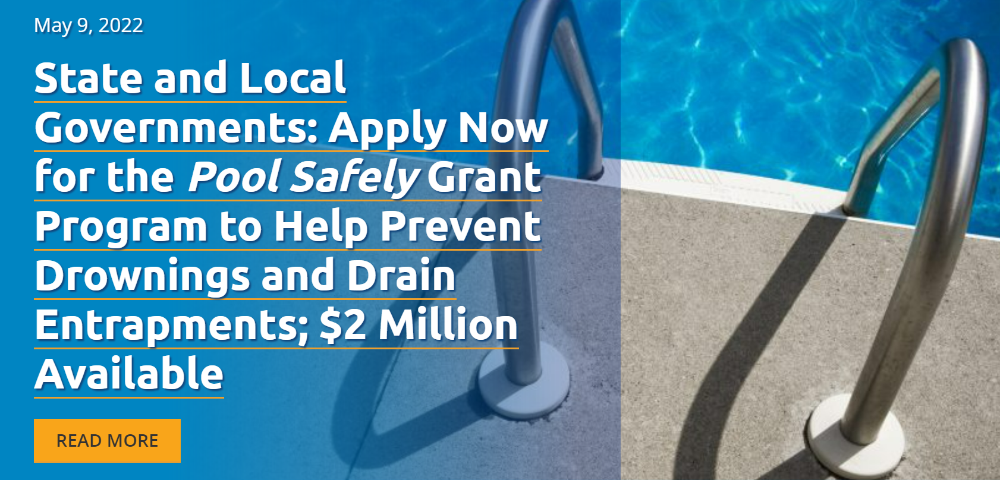 May 9, 2022
State and Local
Governments: Apply Now
for the Pool Safely Grant
Program to Help Prevent
Drownings and Drain
Entrapments; $2 Million
Available
READ MORE